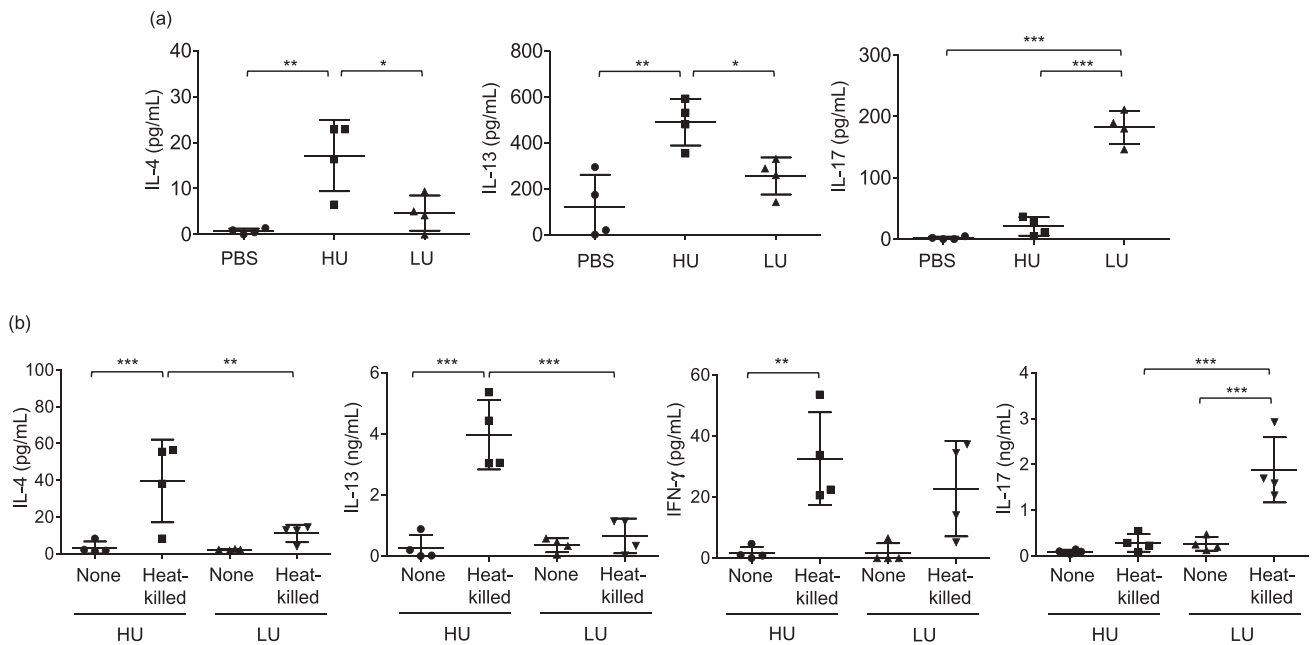 (a)
IL-4 (pg/mL)
40
30
20
10
0
** *
PBS HU LU
IL-13 (pg/mL)
800
600
400
200
0
** *
PBS HU LU
IL-17 (pg/mL)
300
200
100
0
***
***
PBS HU LU
(b)
IL-4 (pg/mL)
100
80
60
40
20
0
*** **
None Heat- None Heat-
killed killed
HU LU
IL-13 (ng/mL)
6
4
2
0
*** ***
None Heat- None Heat-
killed killed
HU LU
IFN-γ (pg/mL)
60
40
20
0
**
None Heat- None Heat-
killed killed
HU LU
IL-17 (ng/mL)
4
3
2
1
0
***
***
None Heat- None Heat-
killed killed
HU LU